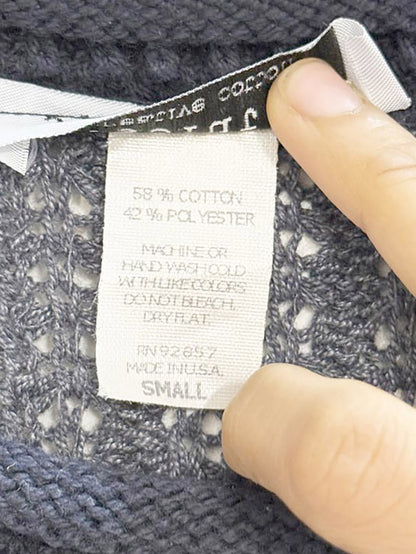 58 % COTTON
42 % POLYESTER
MACHINE OR
HAND WASH COLD
WITH LIKE COLORS
DO NOT BLEACH.
DRY FLAT.
RN 92857
MADE IN U.S.A.
SMALL